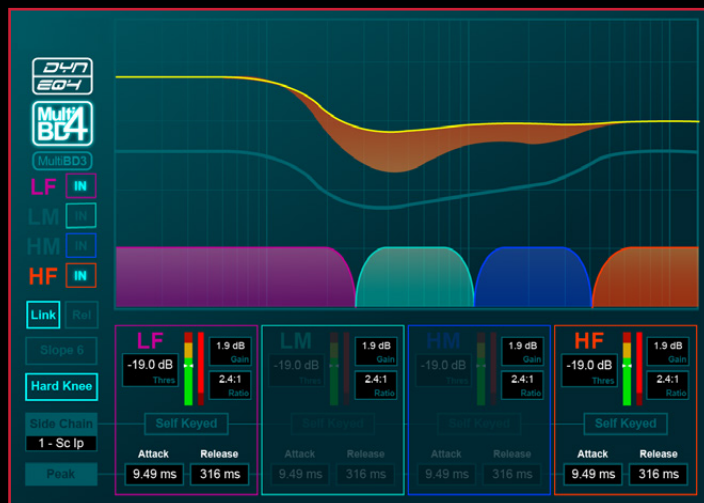 DYN
EQ4
Multi
BD4
MultiBD3
LF IN
LM IN
HM IN
HF IN
Link Rel
Slope 6
Hard Knee
Side Chain
1 - Sc Ip
Peak
LF
-19.0 dB
Thres
1.9 dB
Gain
2.4:1
Ratio
Self Keyed
Attack Release
9.49 ms 316 ms
LM
-19.0 dB
Thres
1.9 dB
Gain
2.4:1
Ratio
Self Keyed
Attack Release
9.49 ms 316 ms
HM
-19.0 dB
Thres
1.9 dB
Gain
2.4:1
Ratio
Self Keyed
Attack Release
9.49 ms 316 ms
HF
-19.0 dB
Thres
1.9 dB
Gain
2.4:1
Ratio
Self Keyed
Attack Release
9.49 ms 316 ms